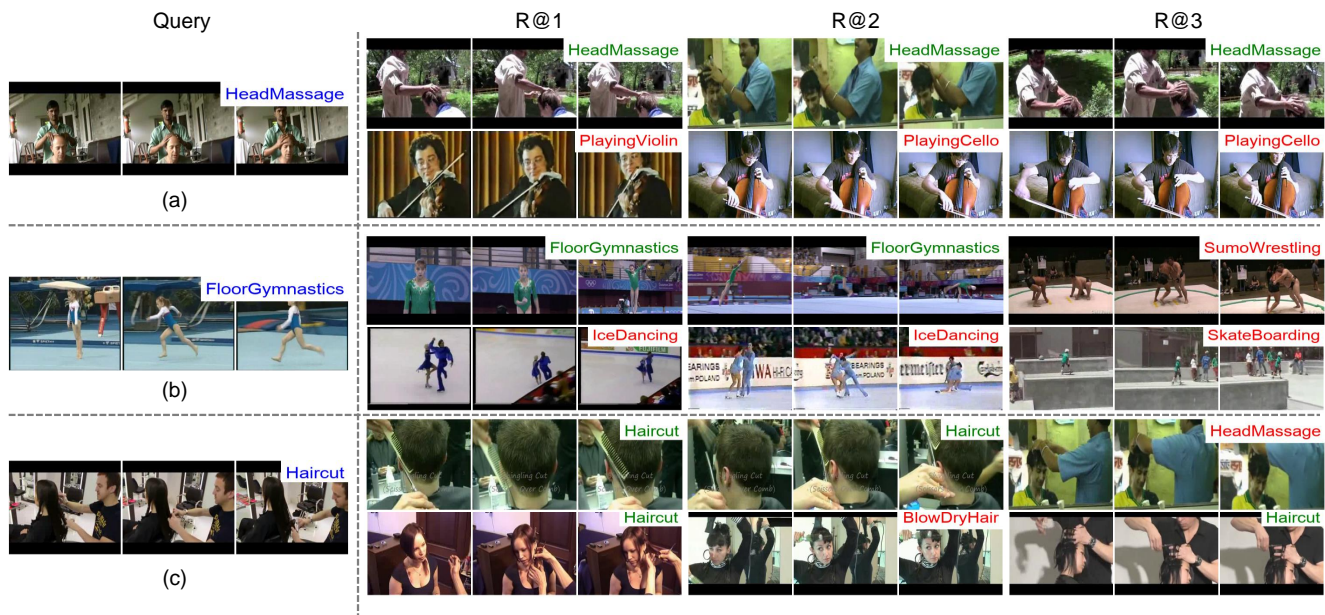 Query R@1 R@2 R@3
HeadMassage HeadMassage HeadMassage
HeadMassage
PlayingViolin PlayingCello PlayingCello
(a)
FloorGymnastics FloorGymnastics SumoWrestling
FloorGymnastics
IceDancing IceDancing SkateBoarding
(b)
Haircut Haircut HeadMassage
Haircut
Haircut BlowDryHair Haircut
(c)